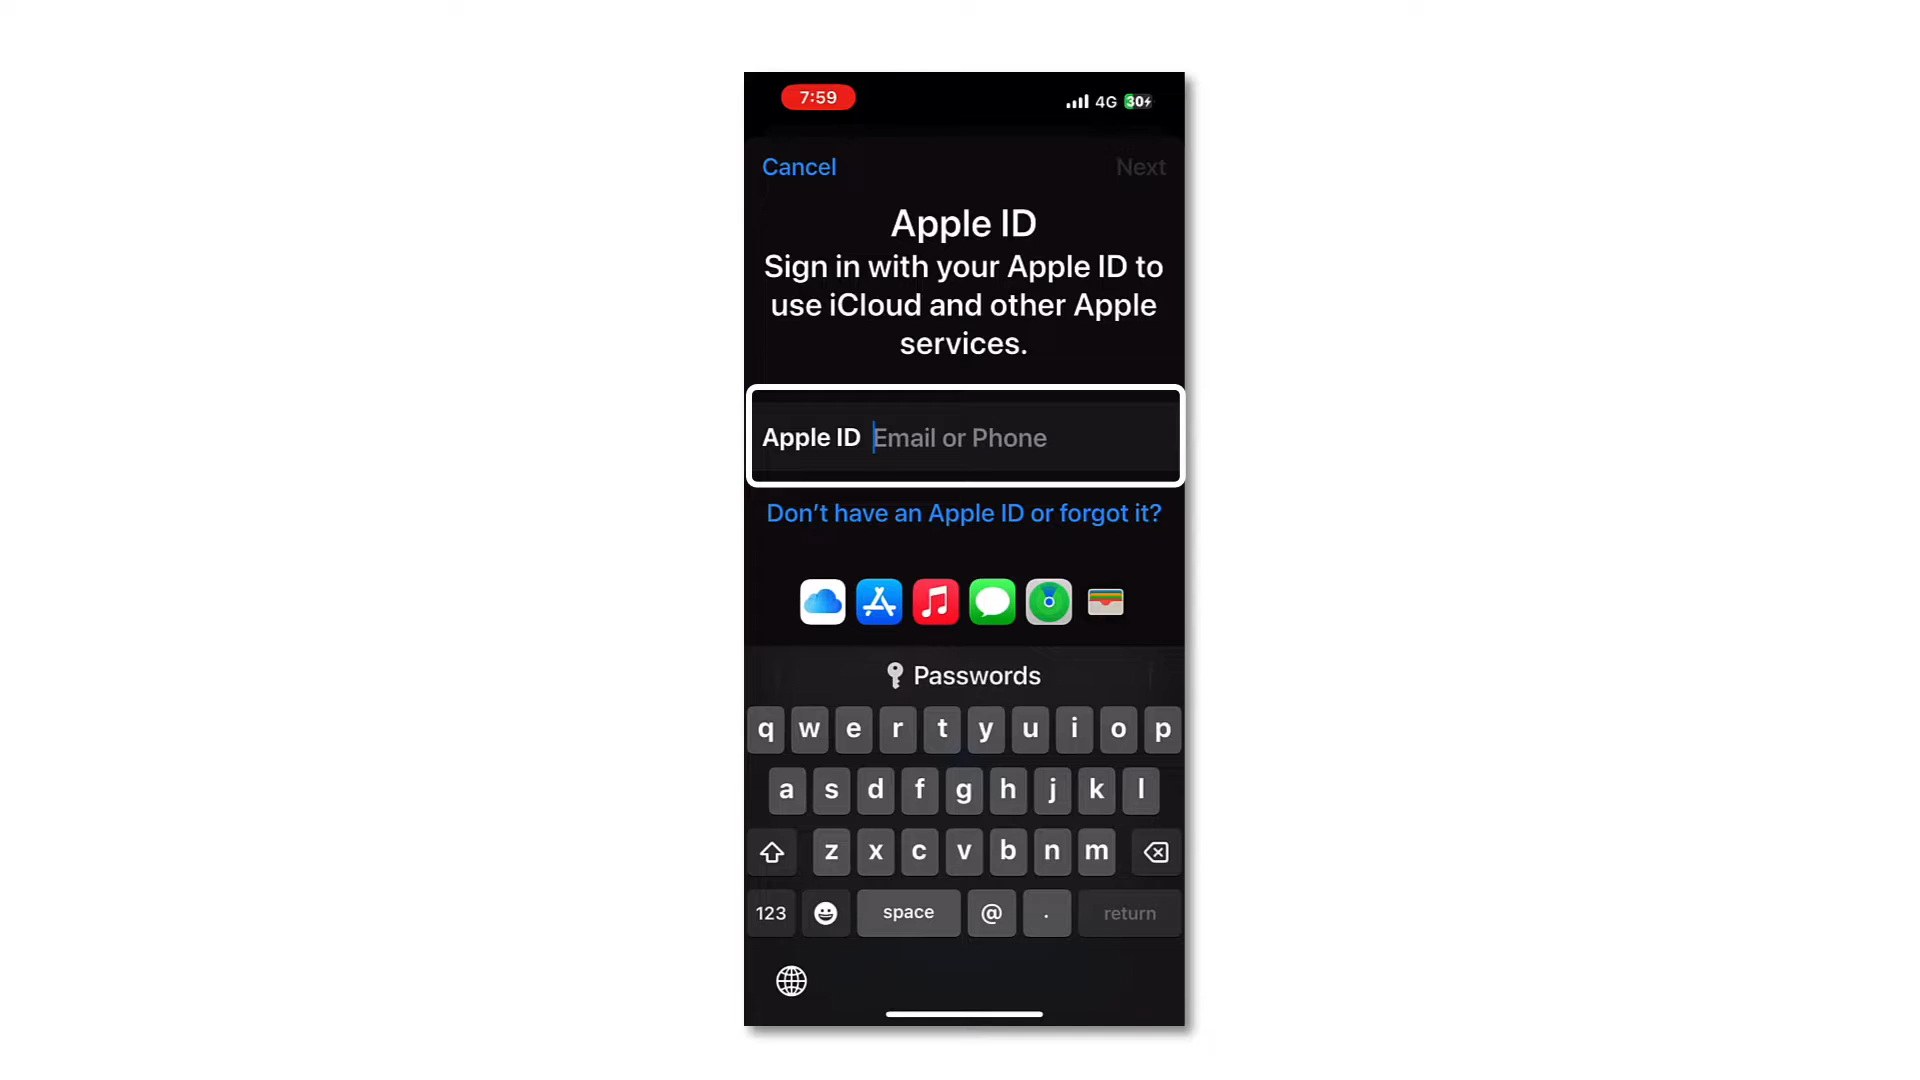 7:59 4G 30
Cancel Next
Apple ID
Sign in with your Apple ID to
use iCloud and other Apple
services.
Apple ID Email or Phone
Don’t have an Apple ID or forgot it?
Passwords
q w e r t y u i o p
a s d f g h j k l
z x c v b n m
123 space @ . return